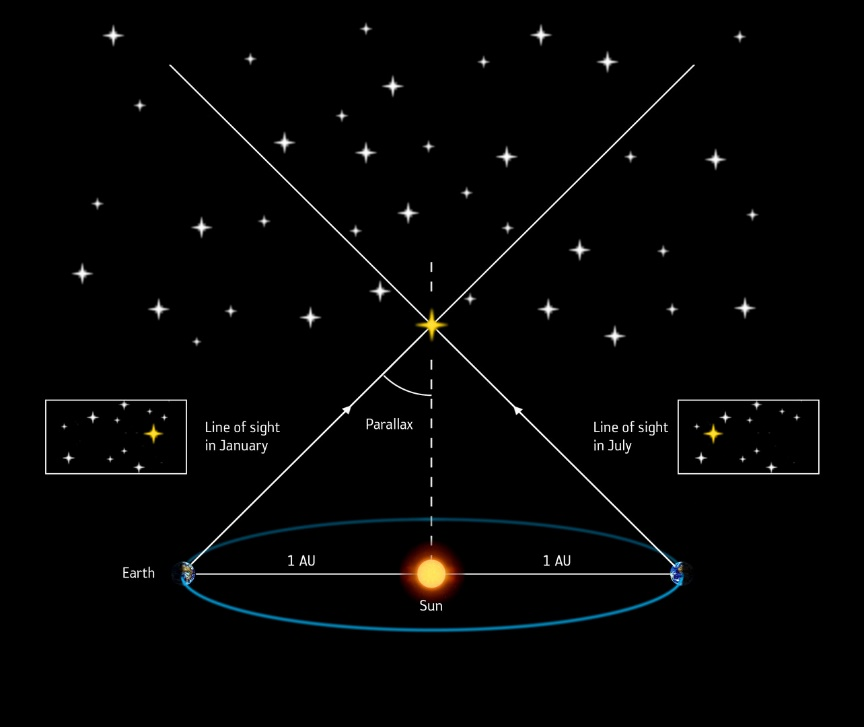 Parallax
Line of sight
in January
Line of sight
in July
1 AU
1 AU
Earth
Sun